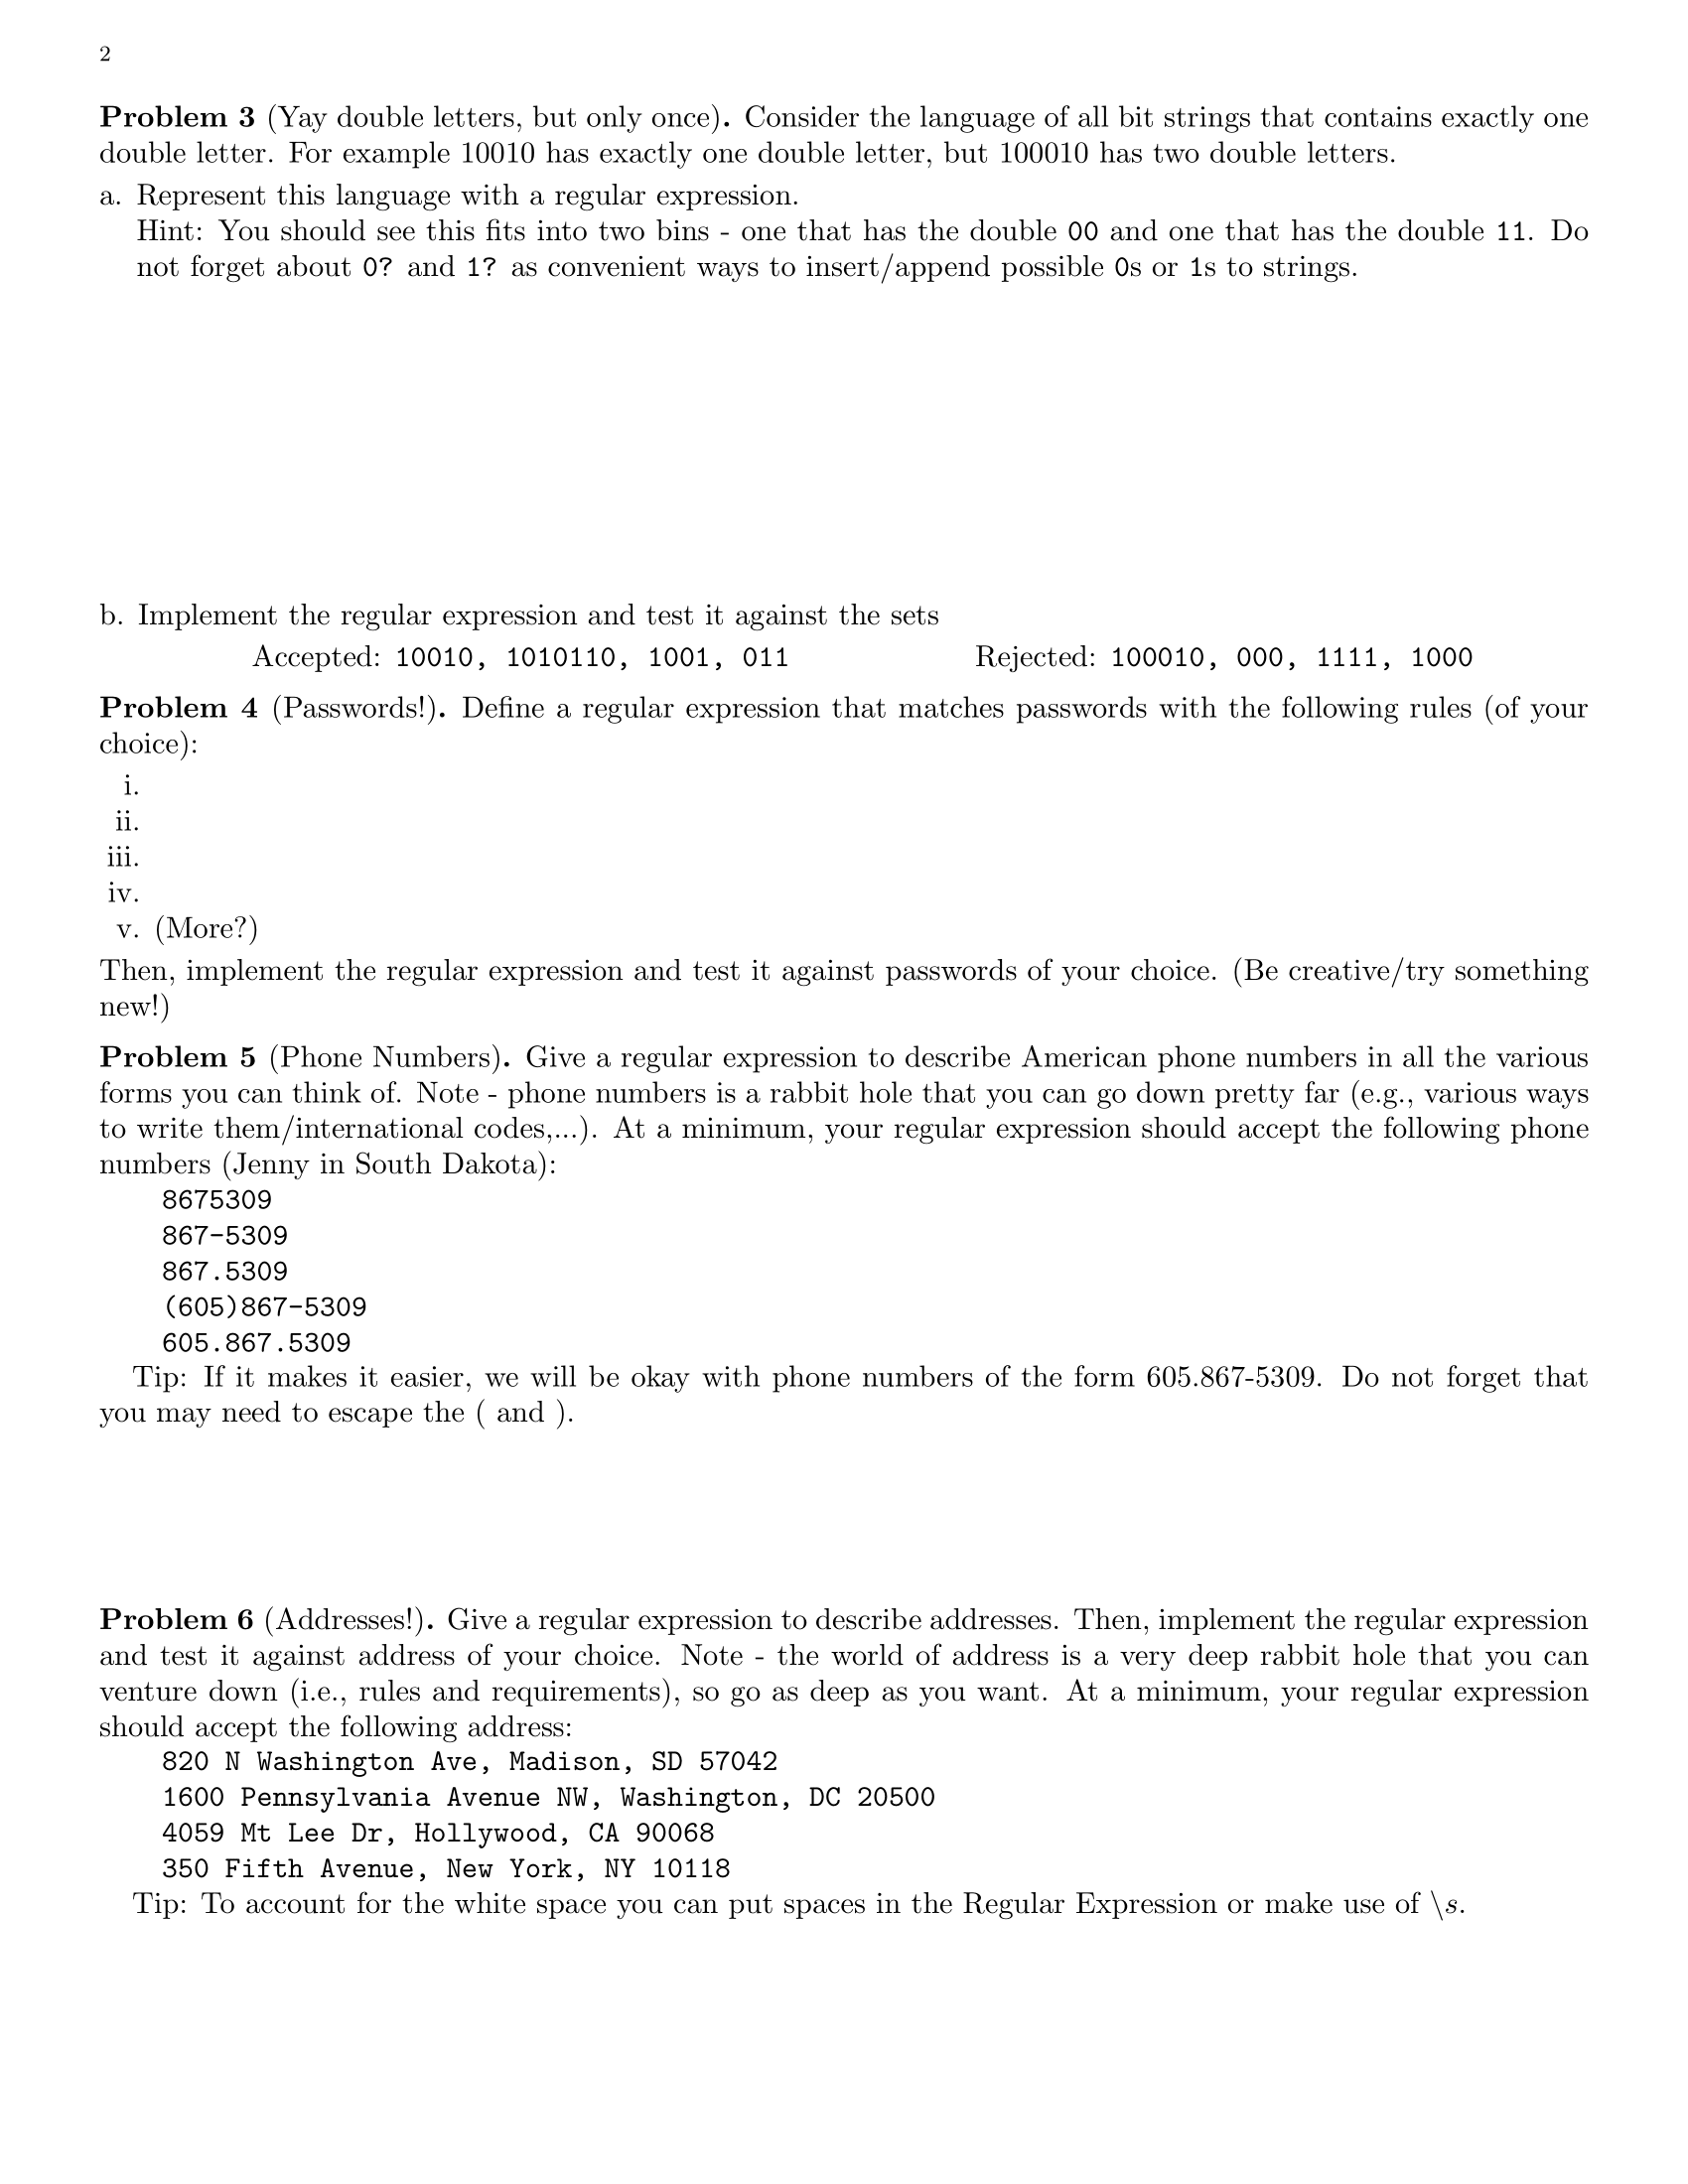 2
Problem 3 (Yay double letters, but only once). Consider the language of all bit strings that contains exactly one
double letter. For example 10010 has exactly one double letter, but 100010 has two double letters.
a. Represent this language with a regular expression.
Hint: You should see this fits into two bins - one that has the double 00 and one that has the double 11. Do
not forget about 0? and 1? as convenient ways to insert/append possible 0s or 1s to strings.
b. Implement the regular expression and test it against the sets
Accepted: 10010, 1010110, 1001, 011 Rejected: 100010, 000, 1111, 1000
Problem 4 (Passwords!). Define a regular expression that matches passwords with the following rules (of your
choice):
i.
ii.
iii.
iv.
v. (More?)
Then, implement the regular expression and test it against passwords of your choice. (Be creative/try something
new!)
Problem 5 (Phone Numbers). Give a regular expression to describe American phone numbers in all the various
forms you can think of. Note - phone numbers is a rabbit hole that you can go down pretty far (e.g., various ways
to write them/international codes,...). At a minimum, your regular expression should accept the following phone
numbers (Jenny in South Dakota):
8675309
867-5309
867.5309
(605)867-5309
605.867.5309
Tip: If it makes it easier, we will be okay with phone numbers of the form 605.867-5309. Do not forget that
you may need to escape the ( and ).
Problem 6 (Addresses!). Give a regular expression to describe addresses. Then, implement the regular expression
and test it against address of your choice. Note - the world of address is a very deep rabbit hole that you can
venture down (i.e., rules and requirements), so go as deep as you want. At a minimum, your regular expression
should accept the following address:
820 N Washington Ave, Madison, SD 57042
1600 Pennsylvania Avenue NW, Washington, DC 20500
4059 Mt Lee Dr, Hollywood, CA 90068
350 Fifth Avenue, New York, NY 10118
Tip: To account for the white space you can put spaces in the Regular Expression or make use of \s.